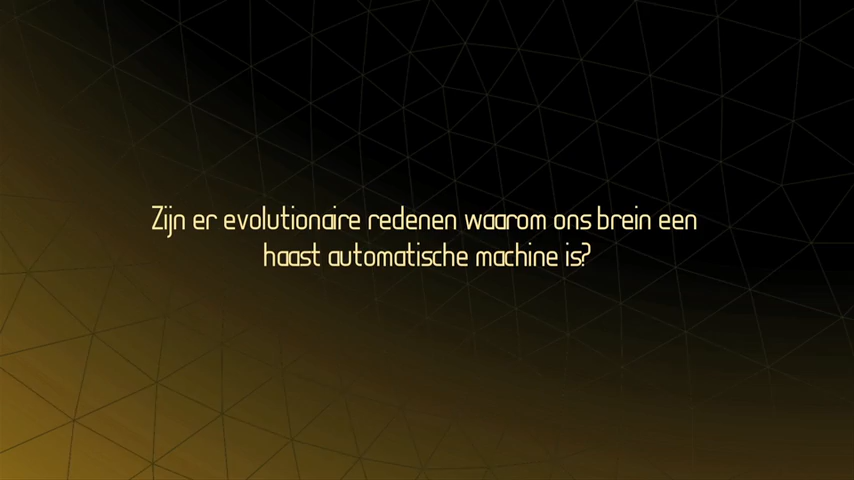 Zijn er evolutionaire redenen waarom ons brein een
haast automatische machine is?